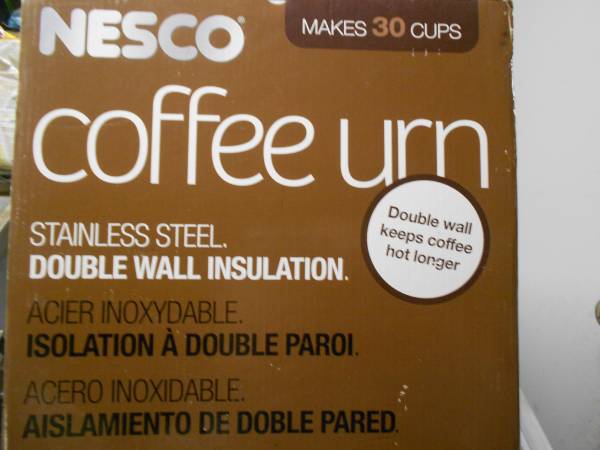 NESCO
MAKES 30 CUPS
coffee urn
Double wall
keeps coffee
hot longer
STAINLESS STEEL.
DOUBLE WALL INSULATION.
ACIER INOXYDABLE.
ISOLATION À DOUBLE PAROI.
ACERO INOXIDABLE.
AISLAMIENTO DE DOBLE PARED.